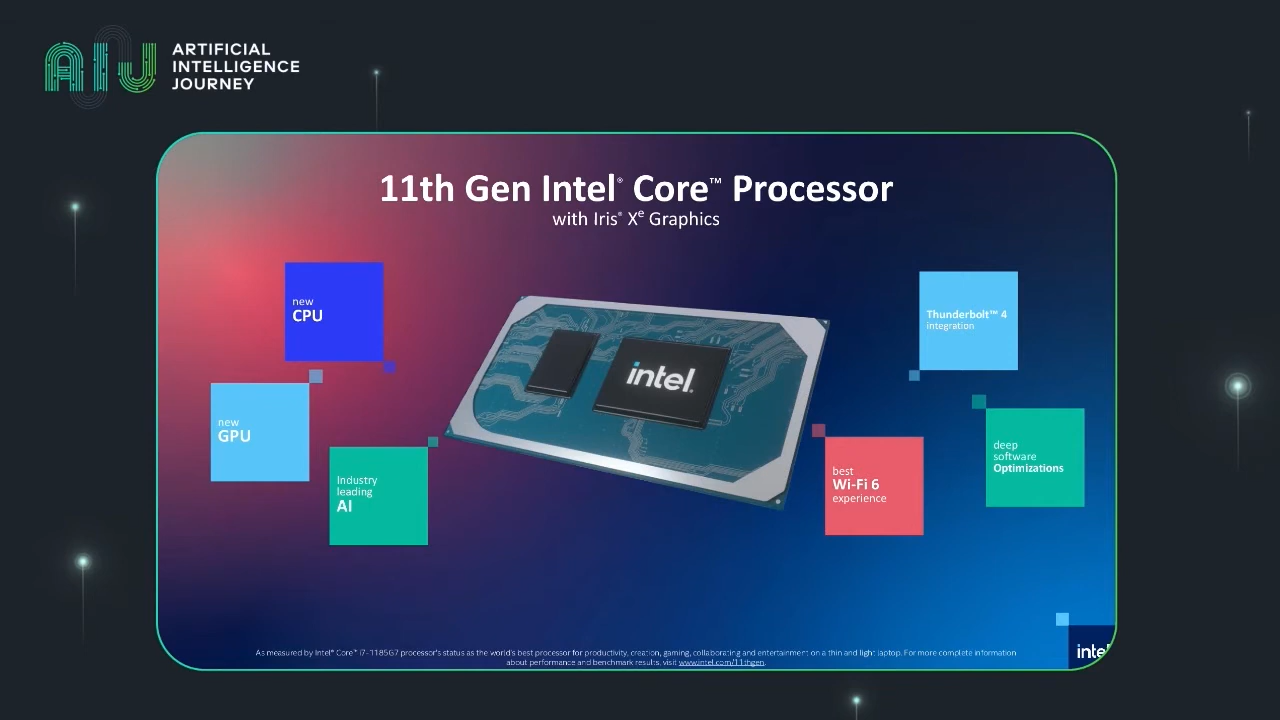 AIJ
ARTIFICIAL
INTELLIGENCE
JOURNEY
11th Gen Intel® Core™ Processor
with Iris® Xe Graphics
new
CPU
new
GPU
Industry
leading
AI
intel.
Thunderbolt™ 4
integration
deep
software
Optimizations
best
Wi-Fi 6
experience
As measured by Intel® Core™ i7-1185G7 processor's status as the world's best processor for productivity, creation, gaming, collaborating and entertainment on a thin and light laptop. For more complete information
about performance and benchmark results, visit www.intel.com/11thgen.
intel